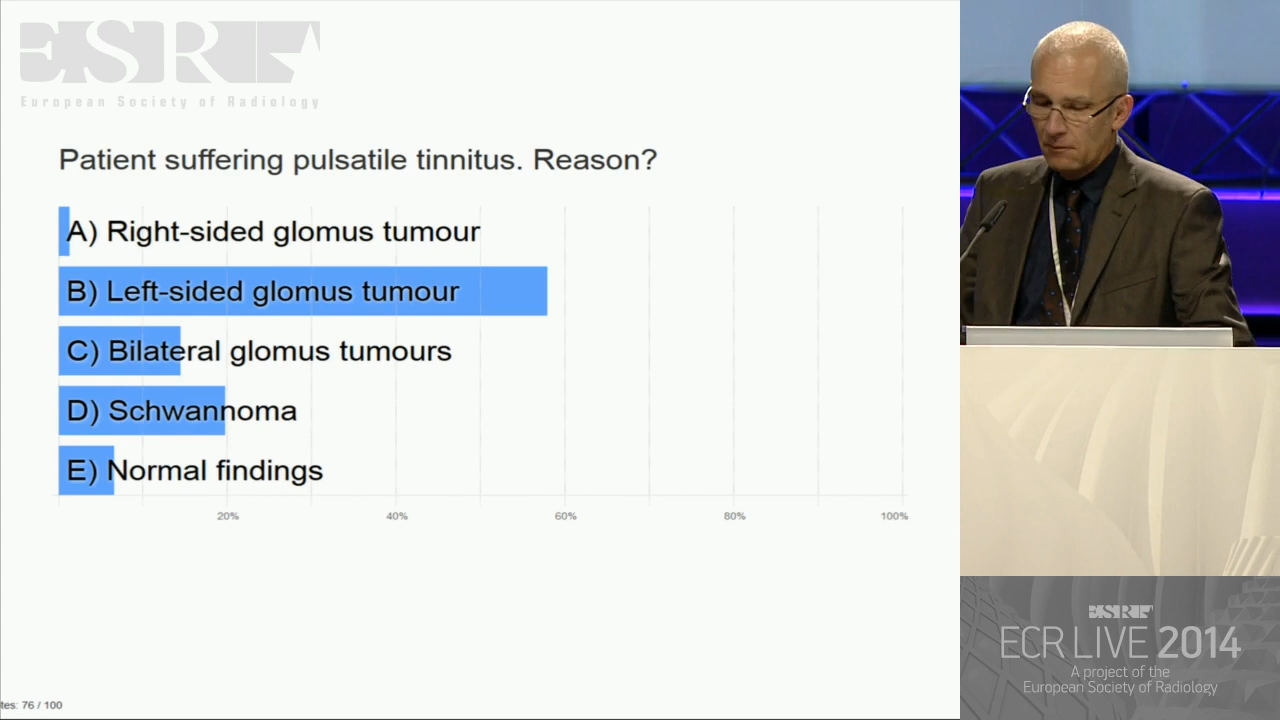 ESR
European Society of Radiology
Patient suffering pulsatile tinnitus. Reason?
A) Right-sided glomus tumour
B) Left-sided glomus tumour
C) Bilateral glomus tumours
D) Schwannoma
E) Normal findings
20% 40% 60% 80% 100%
tes: 76 / 100
ESR
ECR LIVE 2014
A project of the
European Society of Radiology